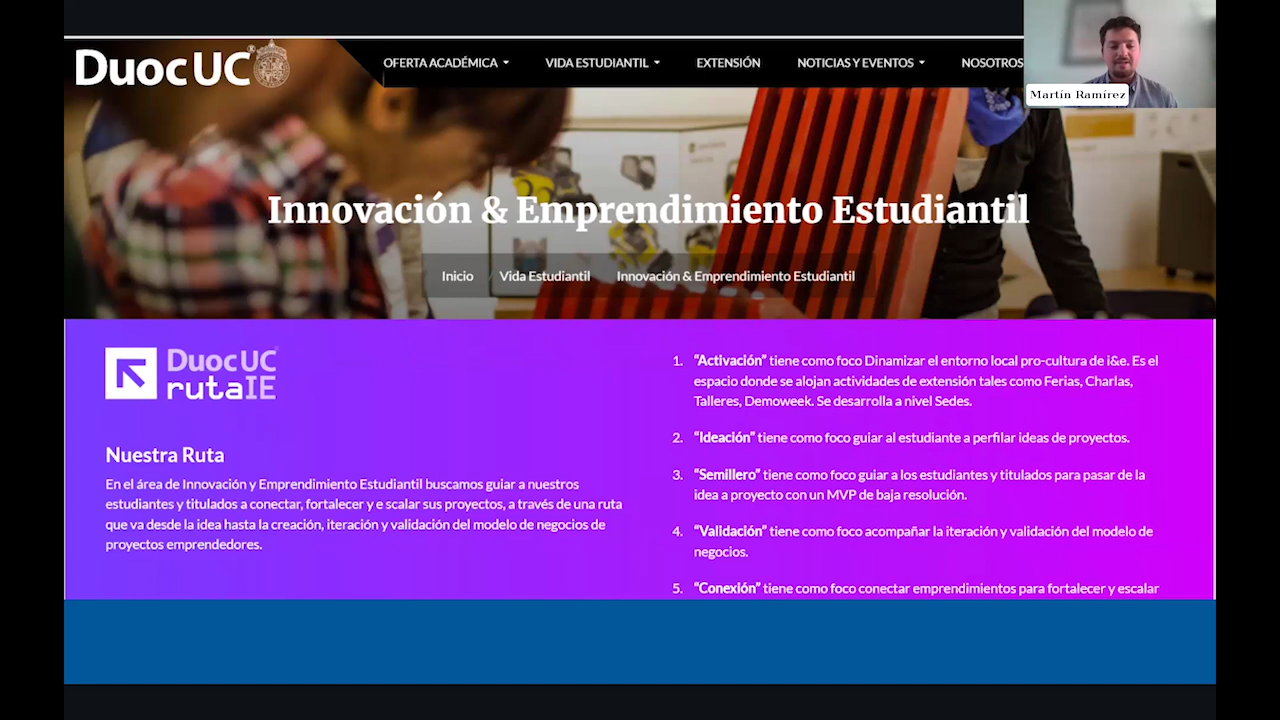 Duoc UC
OFERTA ACADÉMICA
VIDA ESTUDIANTIL
EXTENSIÓN
NOTICIAS Y EVENTOS
NOSOTROS
Martín Ramírez
Innovación & Emprendimiento Estudiantil
Inicio / Vida Estudiantil
Innovación & Emprendimiento Estudiantil
Duoc UC
rutaIE
Nuestra Ruta
En el área de Innovación y Emprendimiento Estudiantil buscamos guiar a nuestros
estudiantes y titulados a conectar, fortalecer y e scalar sus proyectos, a través de una ruta
que va desde la idea hasta la creación, iteración y validación del modelo de negocios de
proyectos emprendedores.
1. “Activación” tiene como foco Dinamizar el entorno local pro-cultura de i&e. Es el
espacio donde se alojan actividades de extensión tales como Ferias, Charlas,
Talleres, Demoweek. Se desarrolla a nivel Sedes.
2. “Ideación” tiene como foco guiar al estudiante a perfilar ideas de proyectos.
3. “Semillero” tiene como foco guiar a los estudiantes y titulados para pasar de la
idea a proyecto con un MVP de baja resolución.
4. “Validación” tiene como foco acompañar la iteración y validación del modelo de
negocios.
5. “Conexión” tiene como foco conectar emprendimientos para fortalecer y escalar